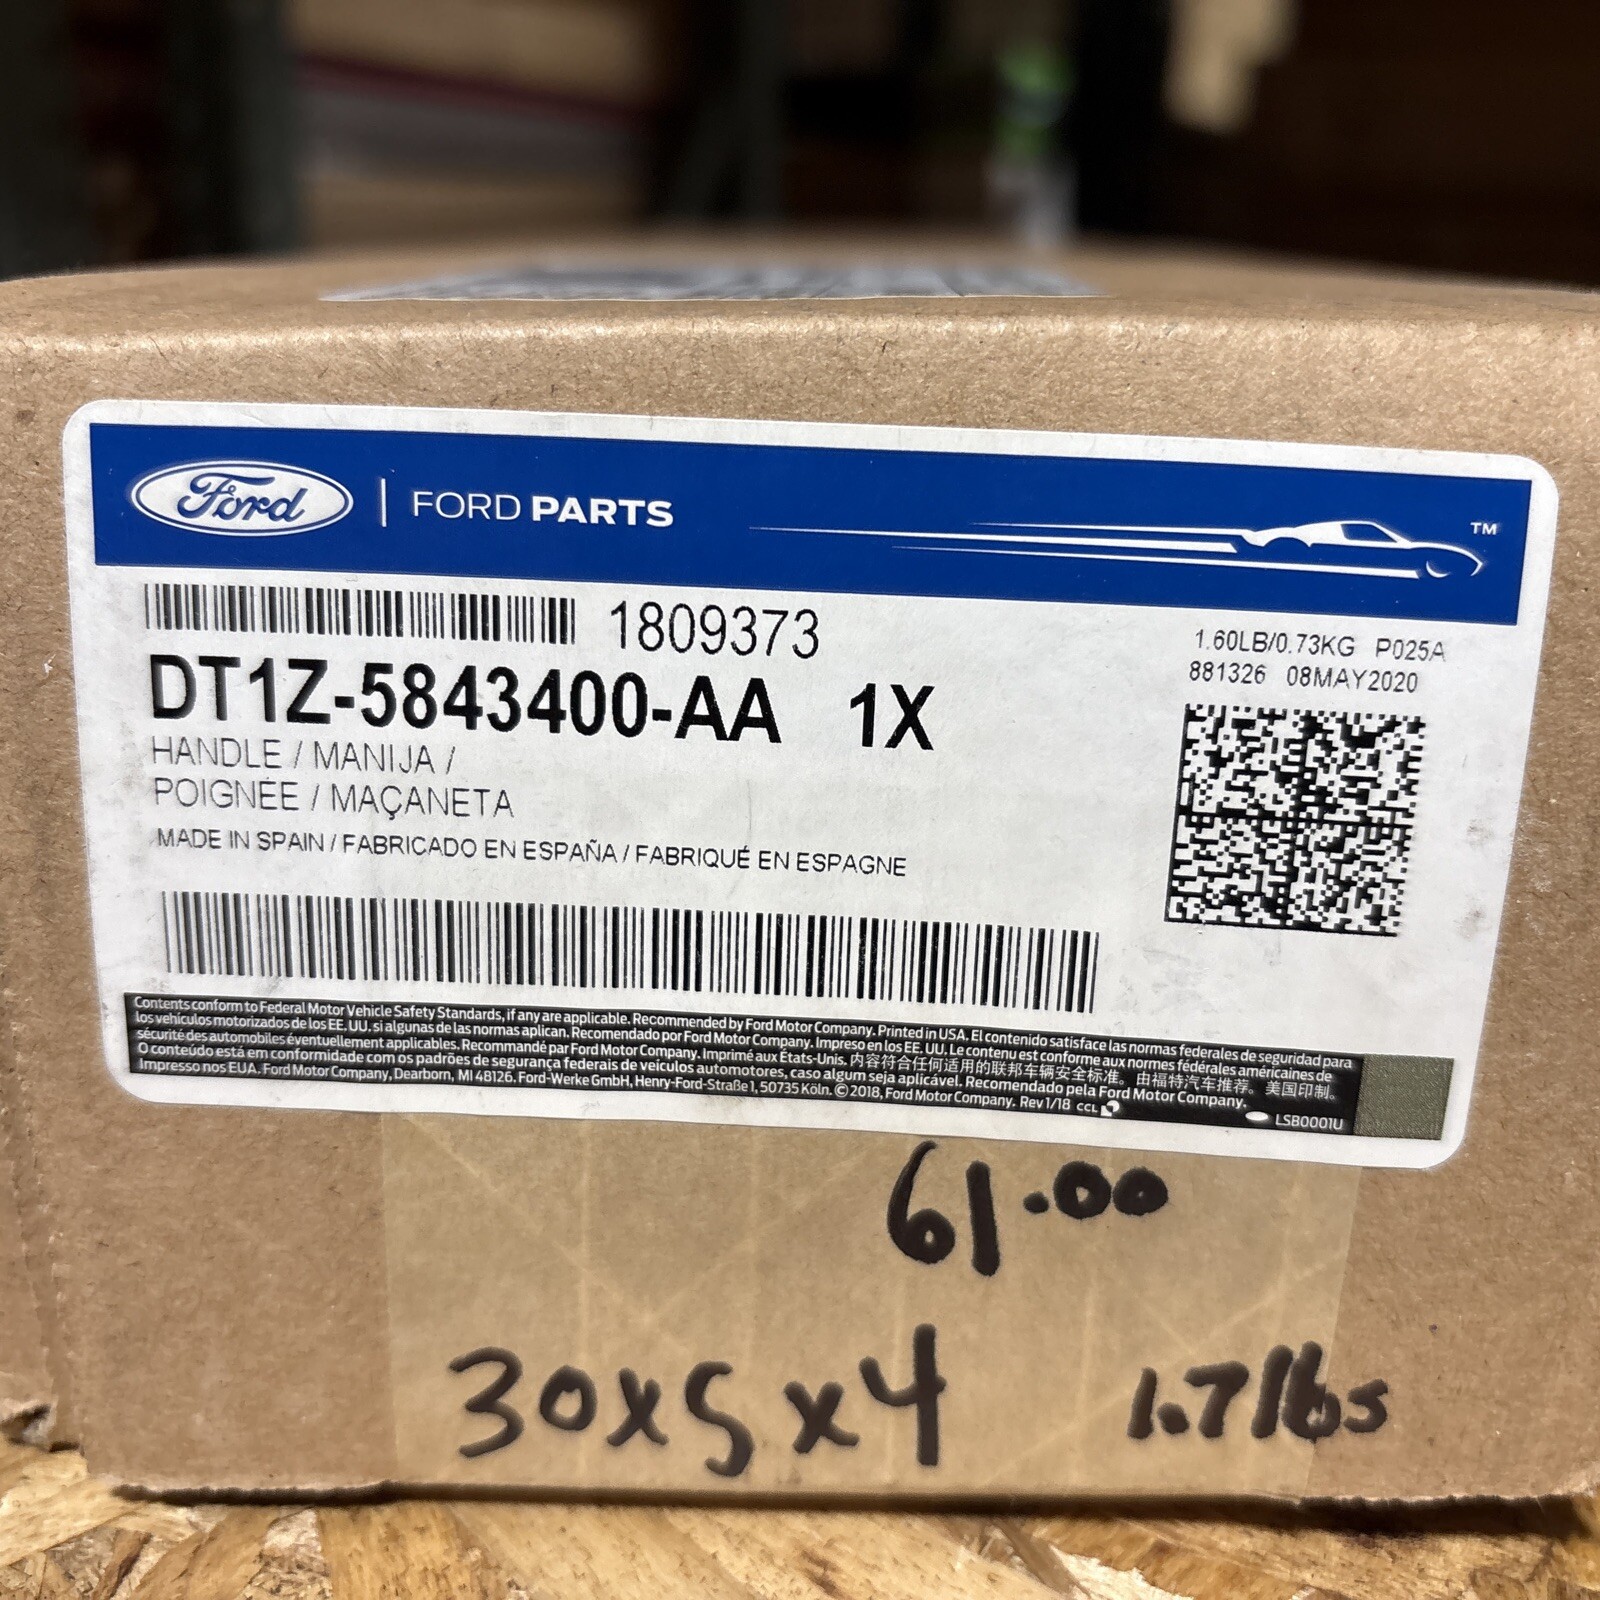 Ford | FORD PARTS
TM
1809373
1.60LB/0.73KG P025A
881326 08MAY2020
DT1Z-5843400-AA 1X
HANDLE / MANIJA /
POIGNÉE / MAÇANETA
MADE IN SPAIN / FABRICADO EN ESPAÑA / FABRIQUÉ EN ESPAGNE
Contents conform to Federal Motor Vehicle Safety Standards, if any are applicable. Recommended by Ford Motor Company. Printed in USA. El contenido satisface las normas federales de seguridad para
los vehículos motorizados de los EE. UU. si algunas de las normas aplican. Recomendado por Ford Motor Company. Impreso en los EE. UU. Le contenu est conforme aux normes fédérales américaines de
sécurité des automobiles éventuellement applicables. Recommandé par Ford Motor Company. Imprimé aux États-Unis. 内容符合任何适用的联邦车辆安全标准。由福特汽车推荐。美国印制。
O conteúdo está em conformidade com os padrões de segurança federais de veículos automotores, caso algum seja aplicável. Recomendado pela Ford Motor Company.
Impresso nos EUA. Ford Motor Company, Dearborn, MI 48126, Ford-Werke GmbH, Henry-Ford-Straße 1, 50735 Köln. © 2018, Ford Motor Company. Rev 1/18 CCL
LSB0001U
61.00
30x5x4 1.7lbs